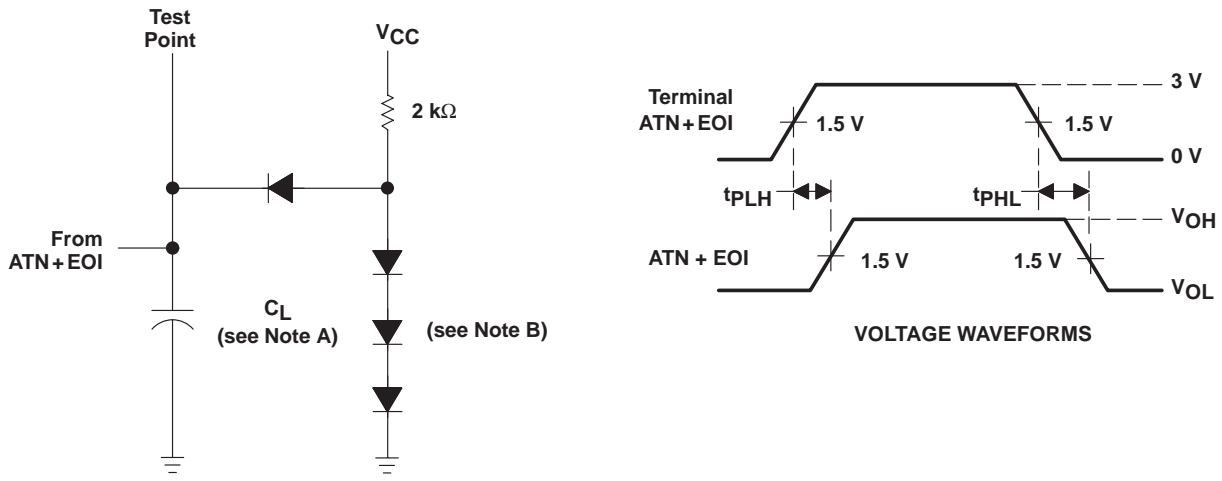 Test
Point
VCC
2 kΩ
From
ATN+EOI
CL
(see Note A)
(see Note B)
Terminal
ATN+EOI
1.5 V
1.5 V
3 V
0 V
tPLH
tPHL
VOH
ATN + EOI
1.5 V
1.5 V
VOL
VOLTAGE WAVEFORMS